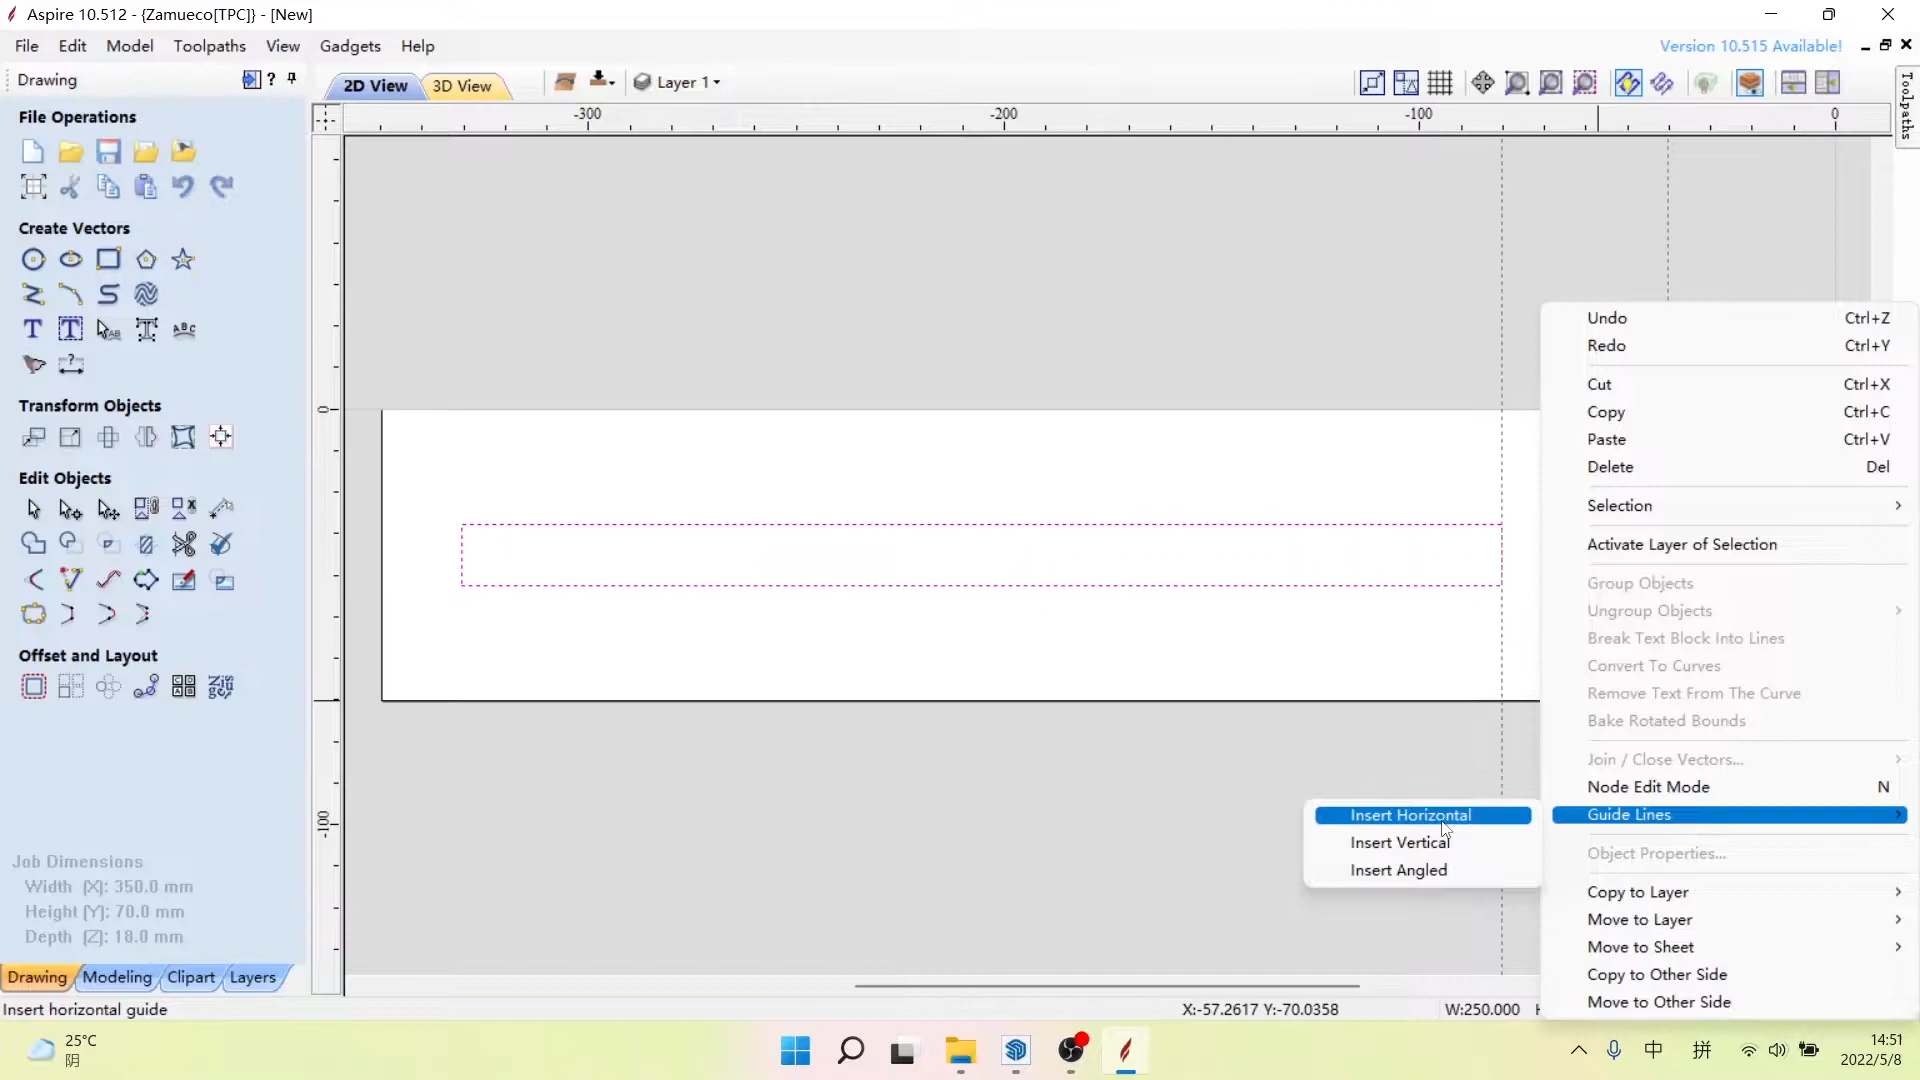 Aspire 10.512 - {Zamueco[TPC]} - [New]
File Edit Model Toolpaths View Gadgets Help
Version 10.515 Available!
Drawing
2D View 3D View
Layer 1
Toolpaths
File Operations
-300 -200 -100 0
Create Vectors
Transform Objects
0
Edit Objects
Offset and Layout
-100
Job Dimensions
Width (X): 350.0 mm
Height (Y): 70.0 mm
Depth (Z): 18.0 mm
Drawing Modeling Clipart Layers
Undo Ctrl+Z
Redo Ctrl+Y
Cut Ctrl+X
Copy Ctrl+C
Paste Ctrl+V
Delete Del
Selection
Activate Layer of Selection
Group Objects
Ungroup Objects
Break Text Block Into Lines
Convert To Curves
Remove Text From The Curve
Bake Rotated Bounds
Join / Close Vectors...
Node Edit Mode N
Guide Lines
Object Properties...
Copy to Layer
Move to Layer
Move to Sheet
Copy to Other Side
Move to Other Side
Insert Horizontal
Insert Vertical
Insert Angled
Insert horizontal guide
X:-57.2617 Y:-70.0358
W:250.000 H
25°C
阴
中
拼
14:51
2022/5/8